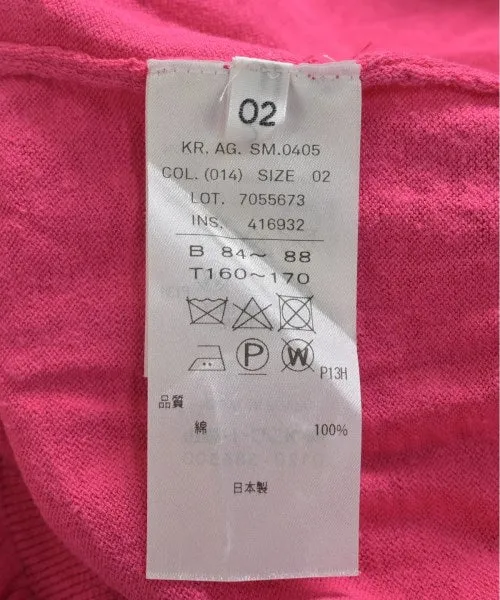 02
KR. AG. SM.0405
COL. (014) SIZE 02
LOT. 7055673
INS. 416932
B 84～ 88
T160～170
P W P13H
品質
綿 100%
日本製